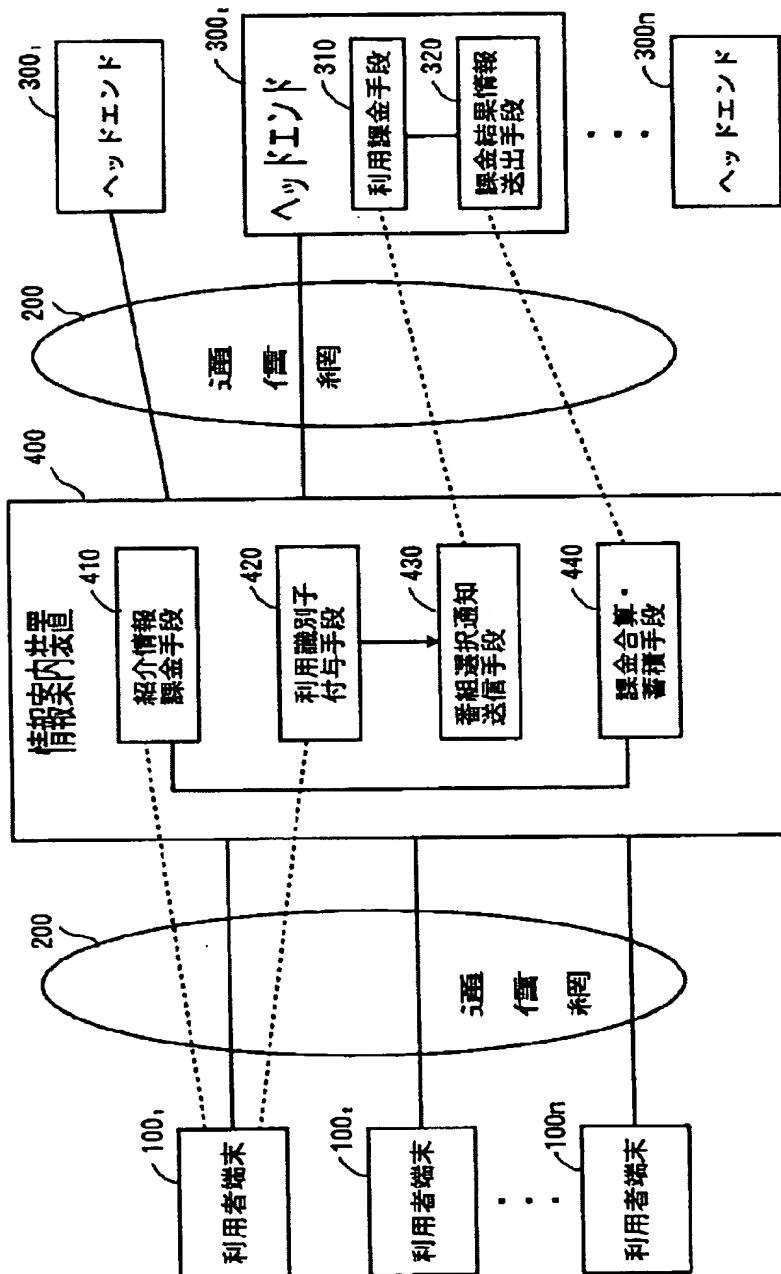 利用者端末
100₁
利用者端末
100₂
利用者端末
100n
200
通信網
400
情報案内装置
410
紹介情報
課金手段
420
利用識別子
付与手段
430
番組選択通知
送信手段
440
課金合算・
蓄積手段
200
通信網
300₁
ヘッドエンド
300₂
ヘッドエンド
310
利用課金手段
320
課金結果情報
送出手段
300n
ヘッドエンド